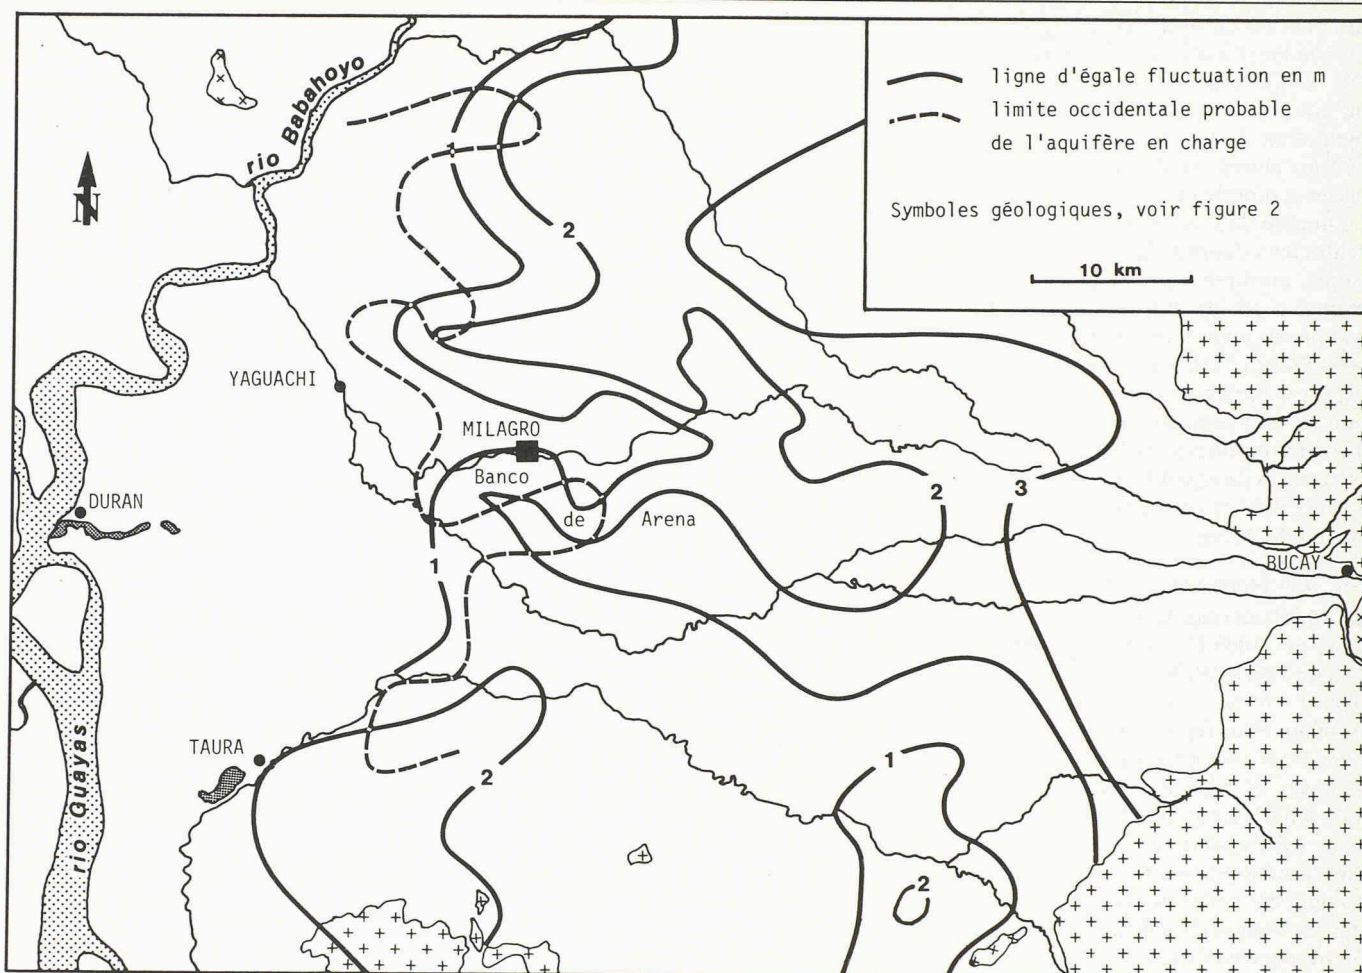 ligne d'égale fluctuation en m
limite occidentale probable
de l'aquifère en charge
Symboles géologiques, voir figure 2
10 km
rio Babahoyo
N
2
YAGUACHI
MILAGRO
Banco
de
Arena
DURAN
2
3
1
BUCAY
TAURA
rio Guayas
2
1
2